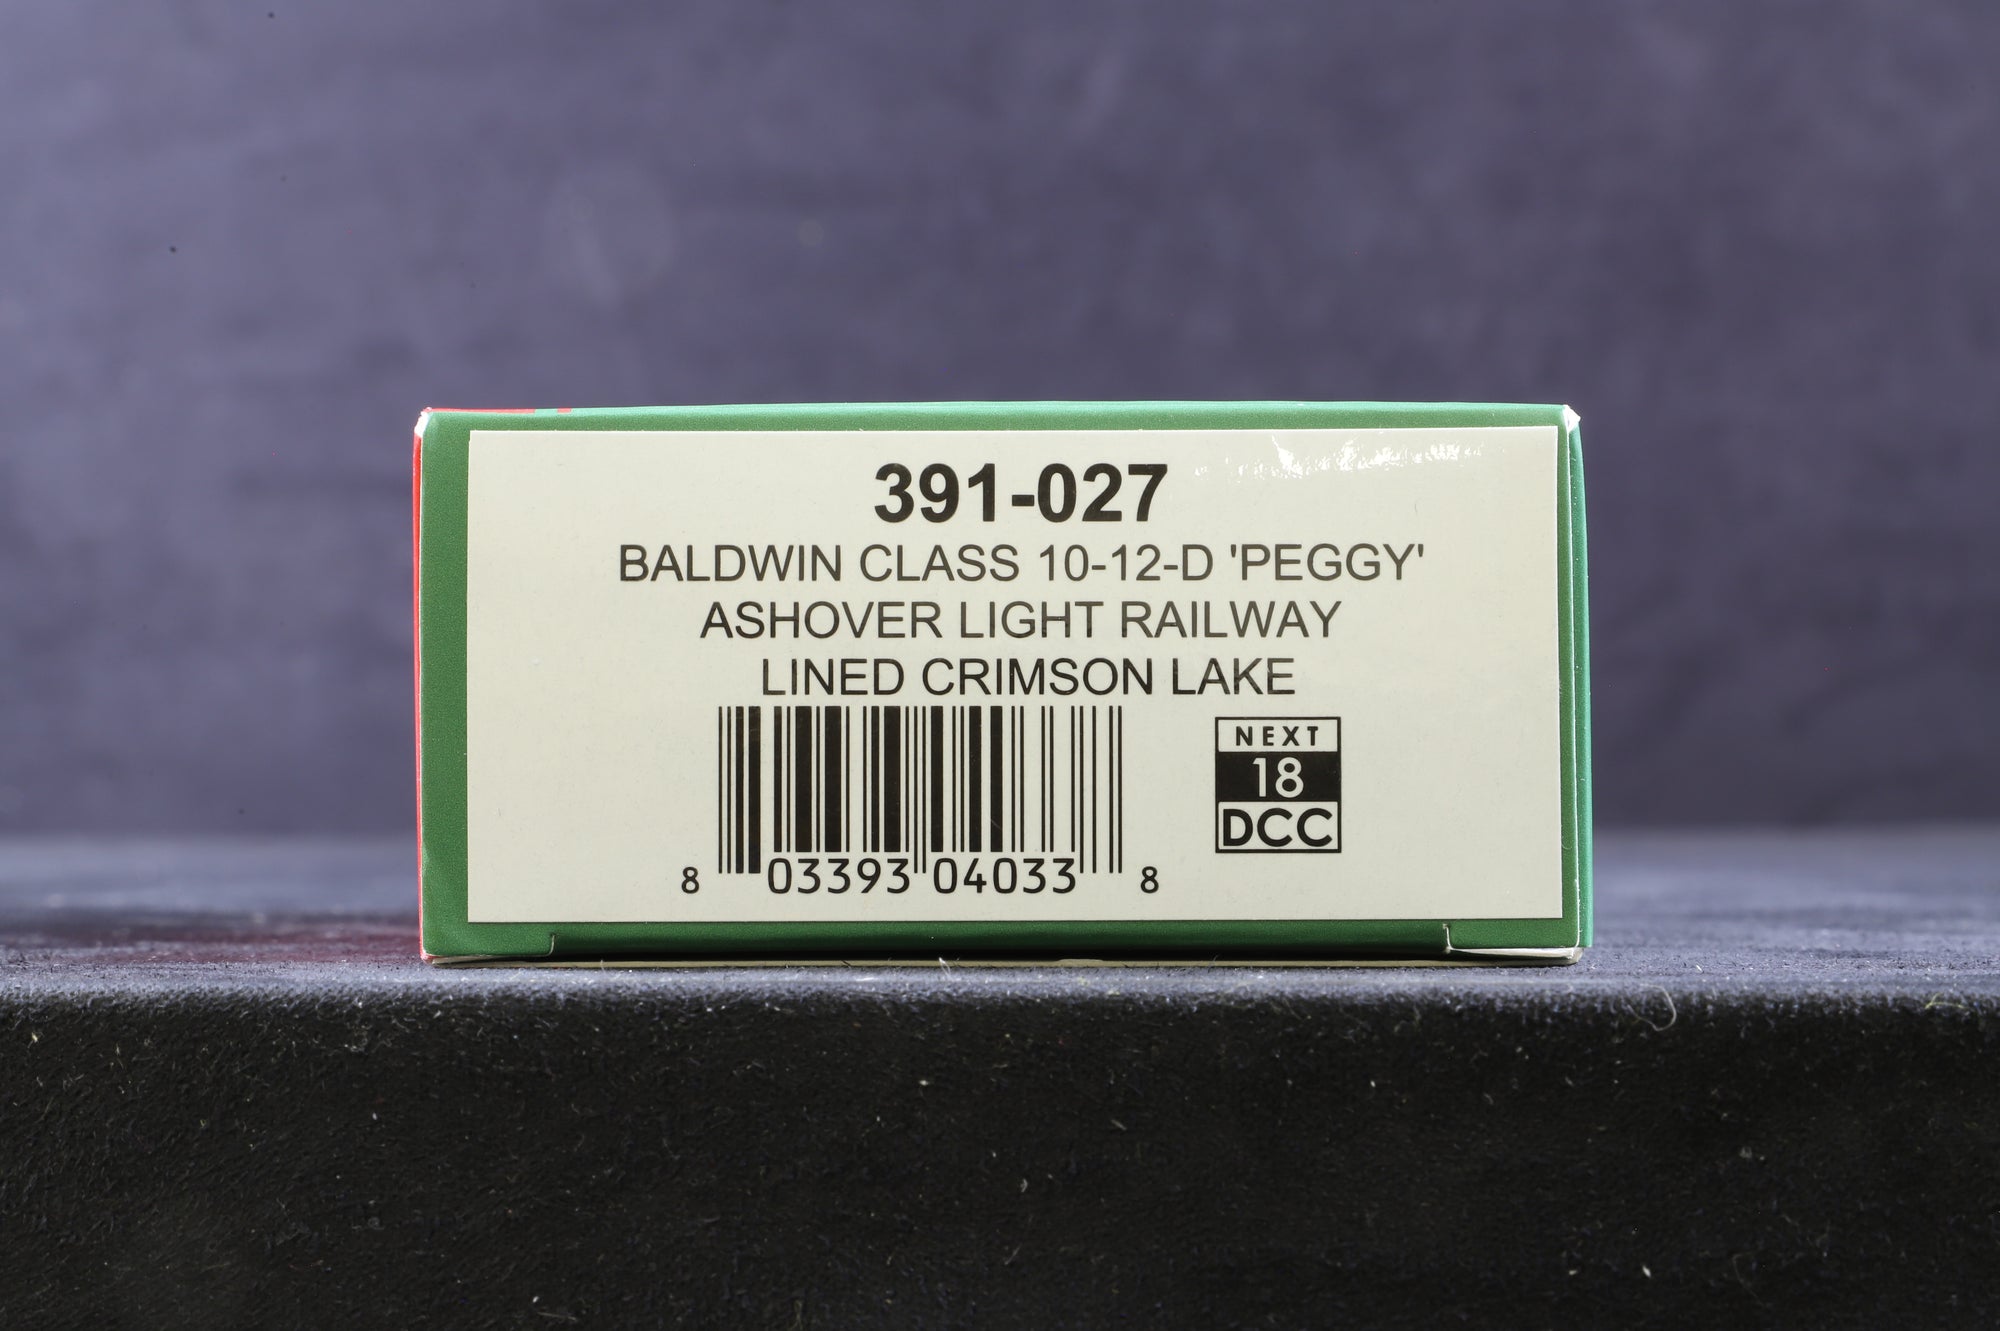 391-027
BALDWIN CLASS 10-12-D 'PEGGY'
ASHOVER LIGHT RAILWAY
LINED CRIMSON LAKE
NEXT
18
DCC
8 03393 04033 8